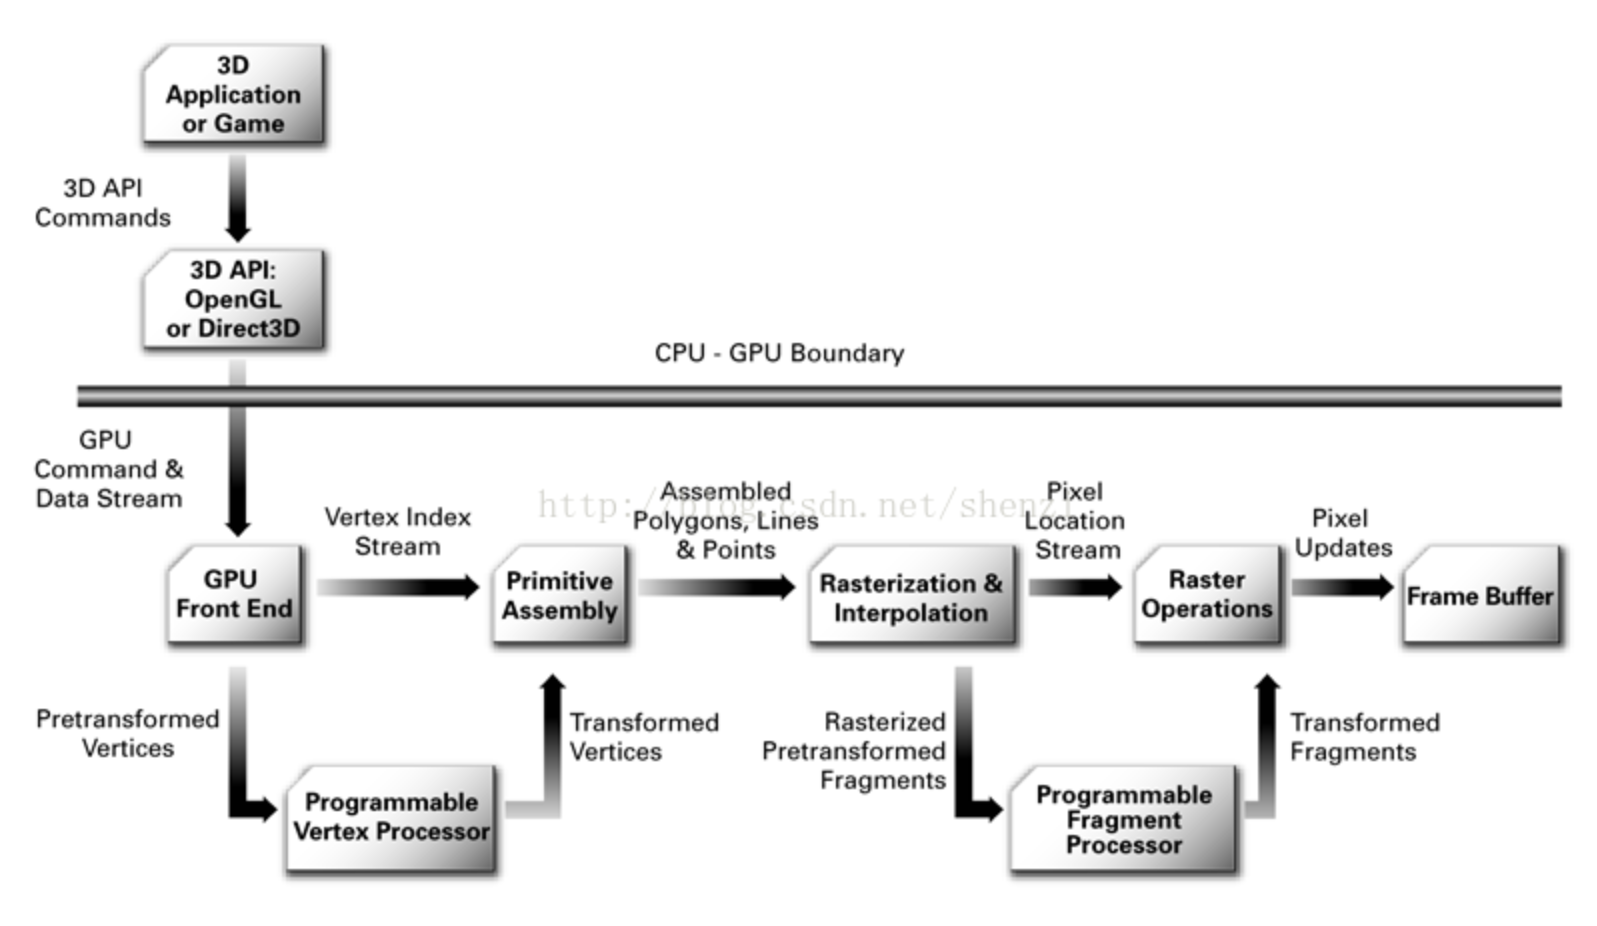 3D
Application
or Game
3D API
Commands
3D API:
OpenGL
or Direct3D
CPU - GPU Boundary
GPU
Command &
Data Stream
Vertex Index
Stream
Assembled
Polygons, Lines
& Points
Pixel
Location
Stream
Pixel
Updates
http://blog.csdn.net/shenzi
GPU
Front End
Primitive
Assembly
Rasterization &
Interpolation
Raster
Operations
Frame Buffer
Pretransformed
Vertices
Transformed
Vertices
Rasterized
Pretransformed
Fragments
Transformed
Fragments
Programmable
Vertex Processor
Programmable
Fragment
Processor